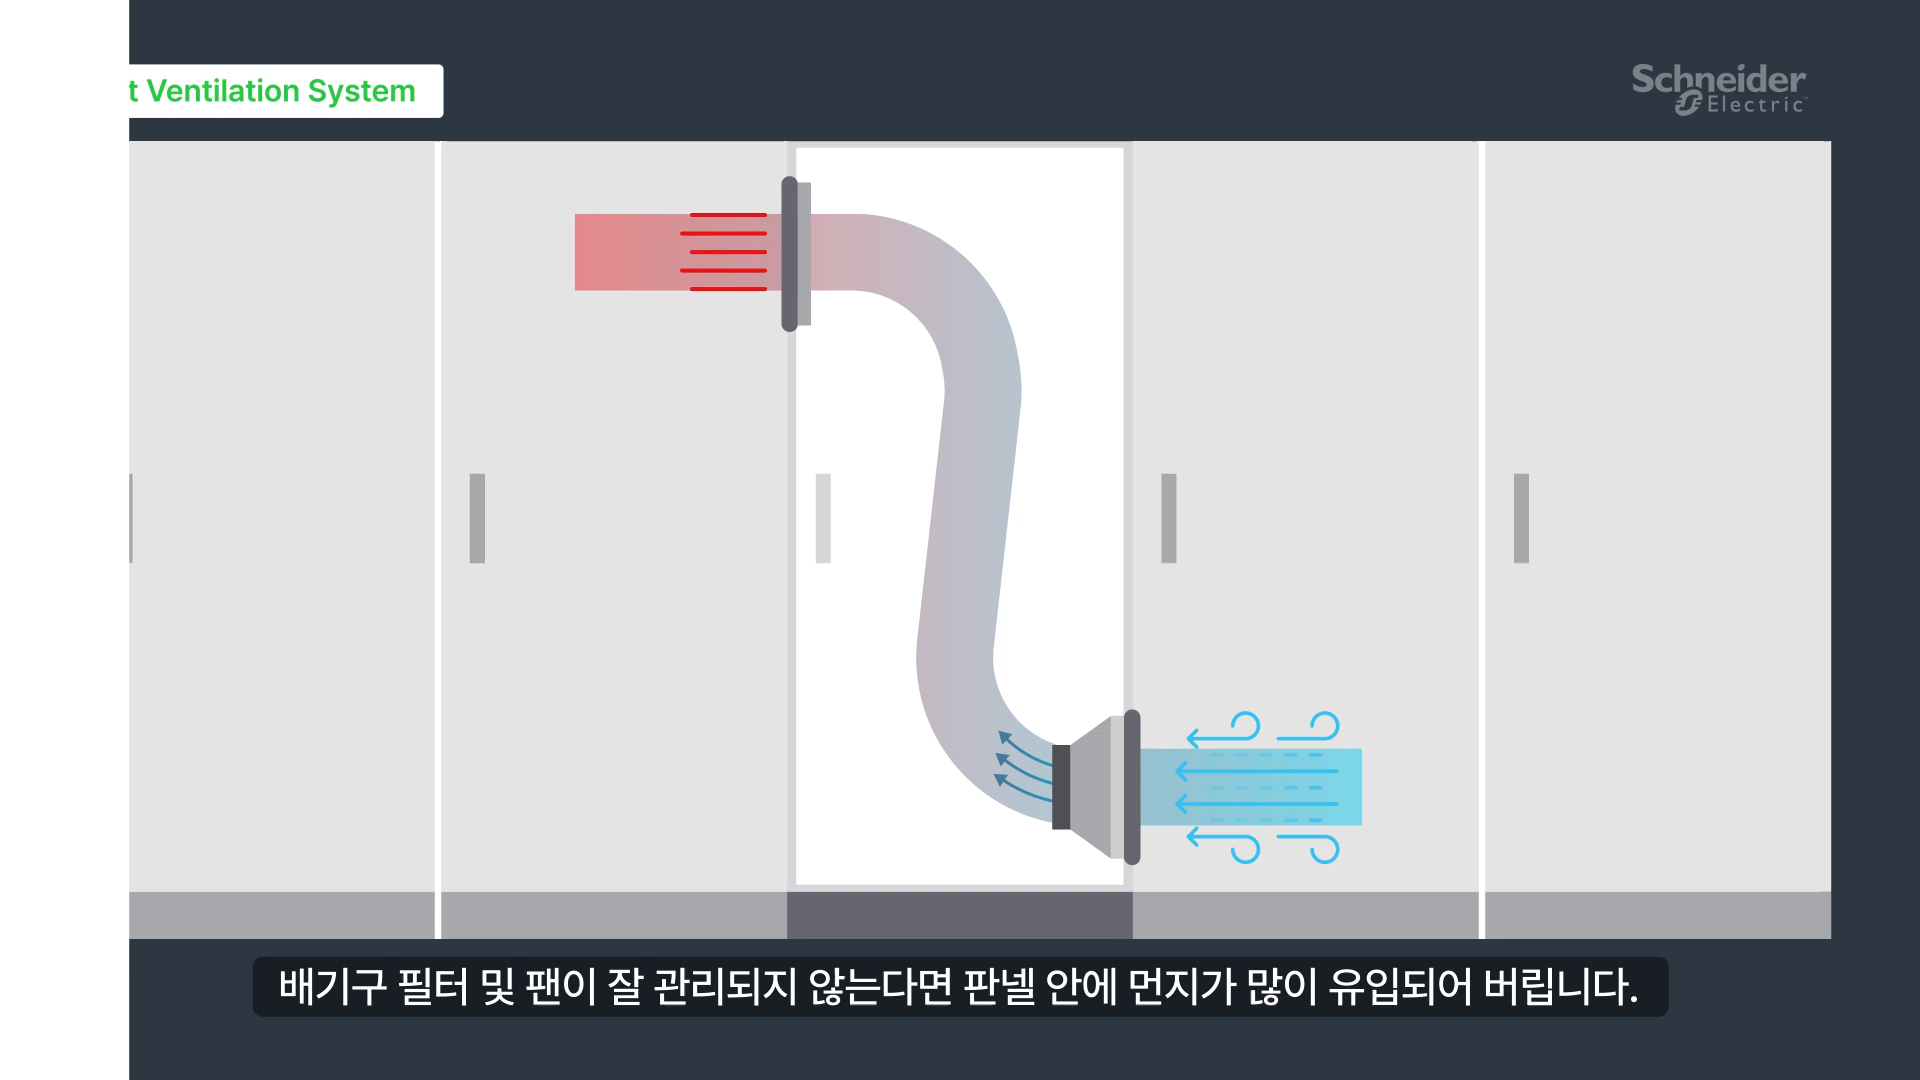 t Ventilation System
Schneider
Electric
배기구 필터 및 팬이 잘 관리되지 않는다면 판넬 안에 먼지가 많이 유입되어 버립니다.